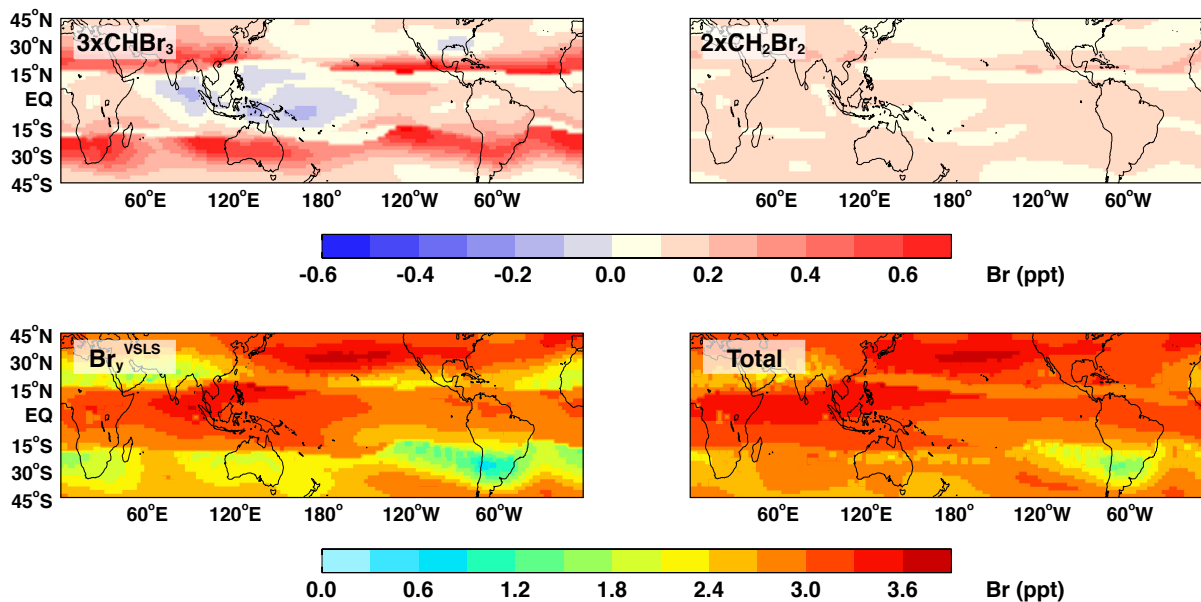 3xCHBr₃
2xCH₂Br₂
45°N
30°N
15°N
EQ
15°S
30°S
45°S
60°E 120°E 180° 120°W 60°W
60°E 120°E 180° 120°W 60°W
-0.6 -0.4 -0.2 0.0 0.2 0.4 0.6 Br (ppt)
Br_y^VSLS
Total
45°N
30°N
15°N
EQ
15°S
30°S
45°S
60°E 120°E 180° 120°W 60°W
60°E 120°E 180° 120°W 60°W
0.0 0.6 1.2 1.8 2.4 3.0 3.6 Br (ppt)